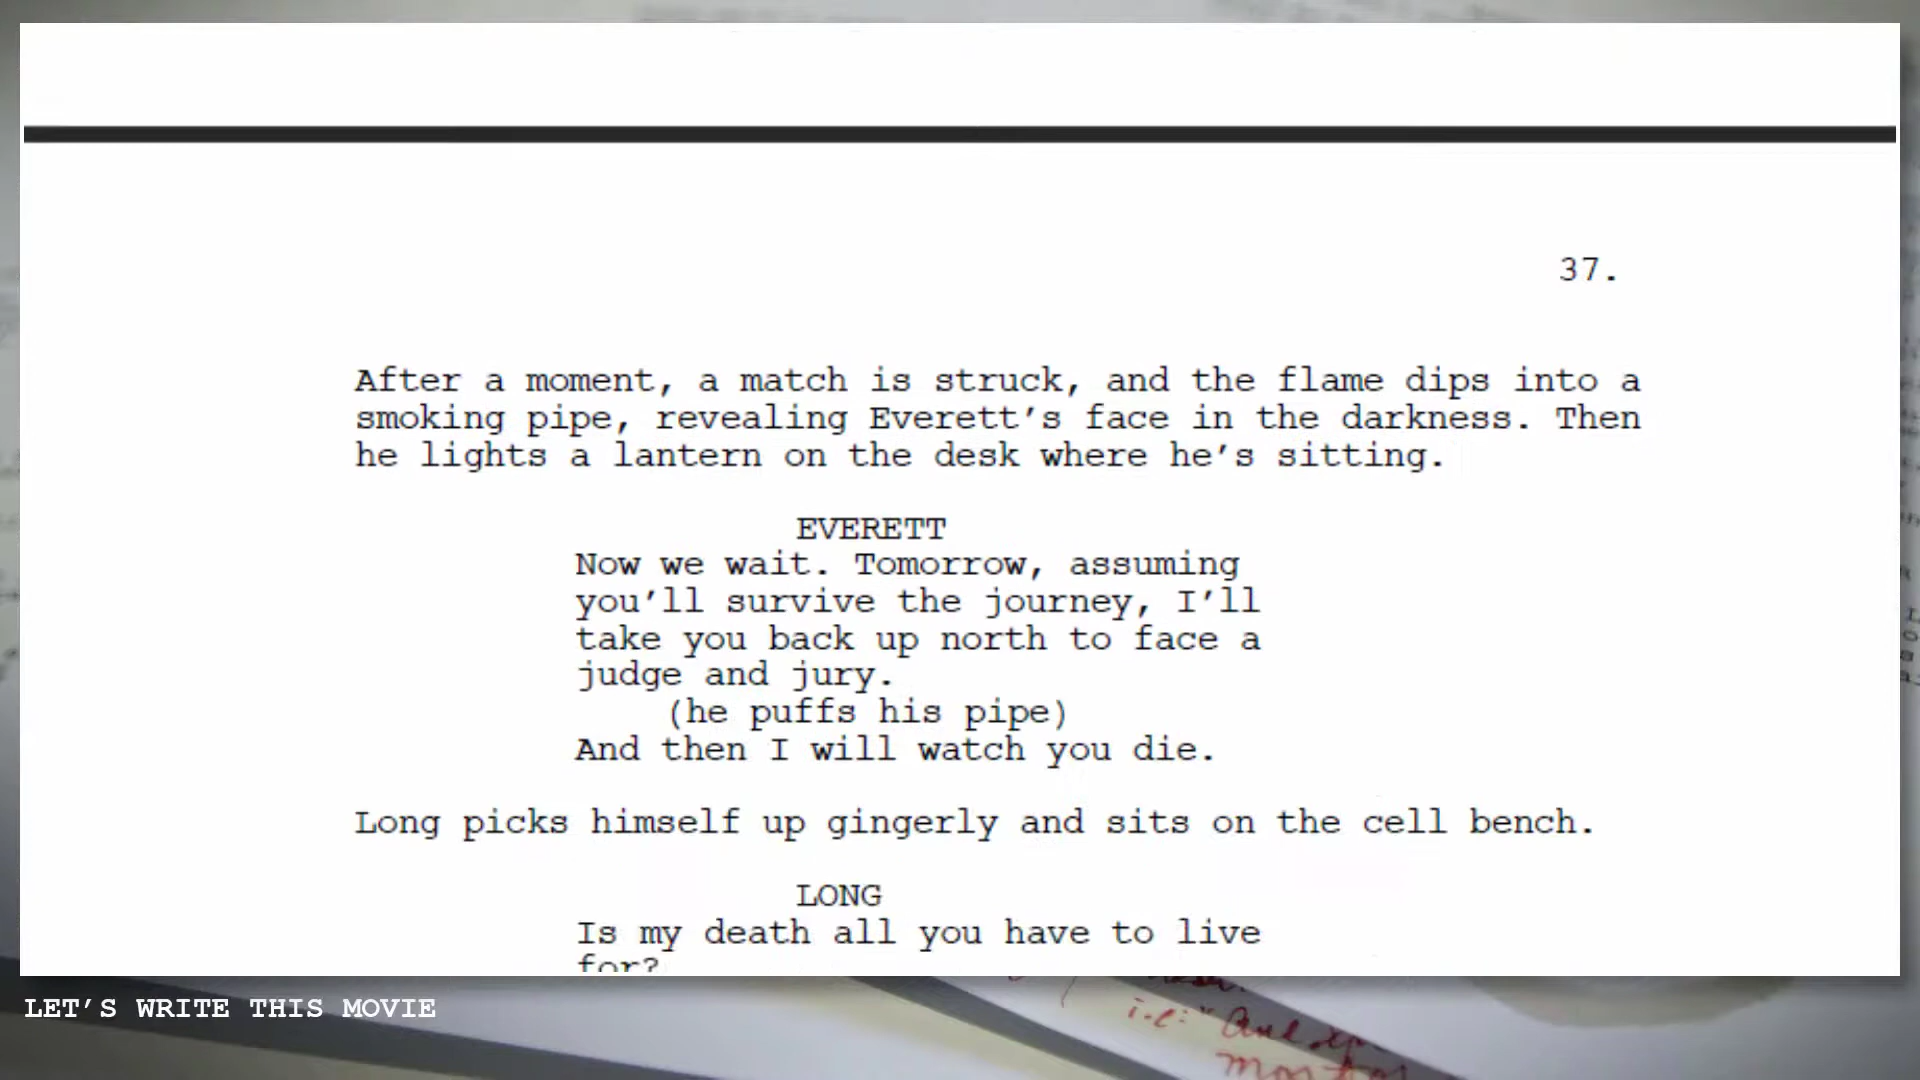 37.
After a moment, a match is struck, and the flame dips into a
smoking pipe, revealing Everett's face in the darkness. Then
he lights a lantern on the desk where he's sitting.
EVERETT
Now we wait. Tomorrow, assuming
you'll survive the journey, I'll
take you back up north to face a
judge and jury.
(he puffs his pipe)
And then I will watch you die.
Long picks himself up gingerly and sits on the cell bench.
LONG
Is my death all you have to live
for?
LET'S WRITE THIS MOVIE
i.e: "And